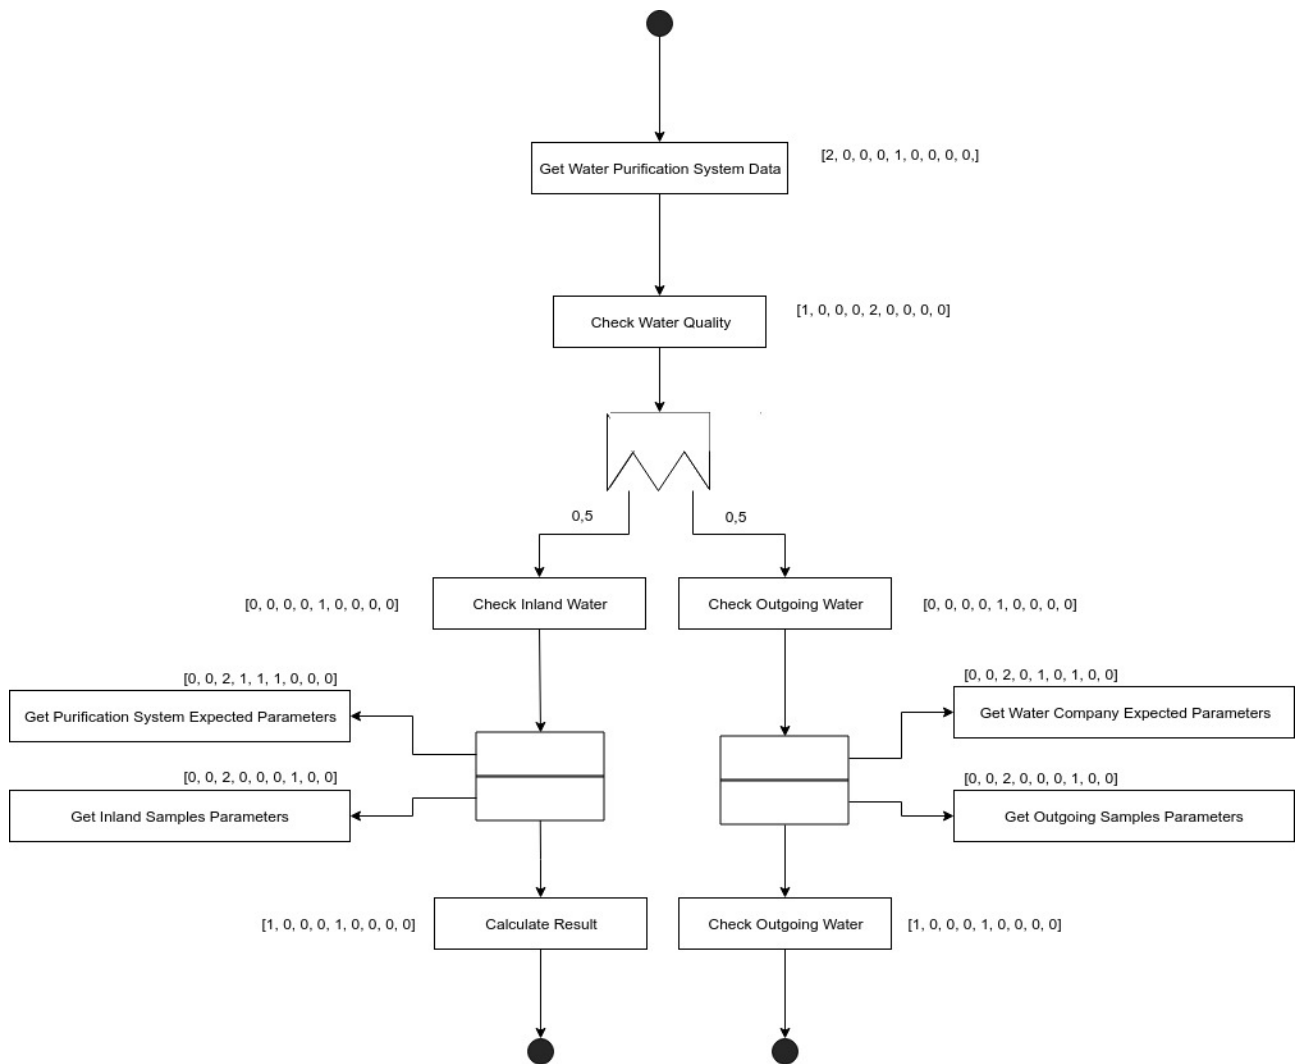 Get Water Purification System Data
[2, 0, 0, 0, 1, 0, 0, 0, 0,]
Check Water Quality
[1, 0, 0, 0, 2, 0, 0, 0, 0]
0,5
0,5
[0, 0, 0, 0, 1, 0, 0, 0, 0]
Check Inland Water
Check Outgoing Water
[0, 0, 0, 0, 1, 0, 0, 0, 0]
[0, 0, 2, 1, 1, 1, 0, 0, 0]
Get Purification System Expected Parameters
[0, 0, 2, 0, 1, 0, 1, 0, 0]
Get Water Company Expected Parameters
[0, 0, 2, 0, 0, 0, 1, 0, 0]
Get Inland Samples Parameters
[0, 0, 2, 0, 0, 0, 1, 0, 0]
Get Outgoing Samples Parameters
[1, 0, 0, 0, 1, 0, 0, 0, 0]
Calculate Result
Check Outgoing Water
[1, 0, 0, 0, 1, 0, 0, 0, 0]